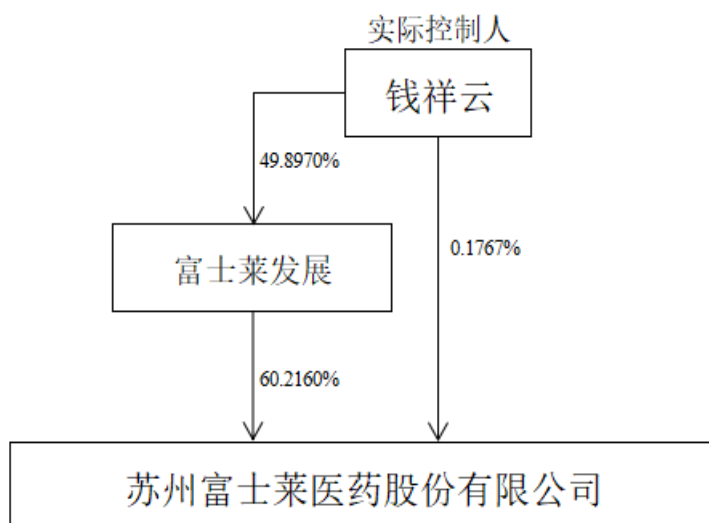 实际控制人
钱祥云
49.8970%
富士莱发展
0.1767%
60.2160%
苏州富士莱医药股份有限公司